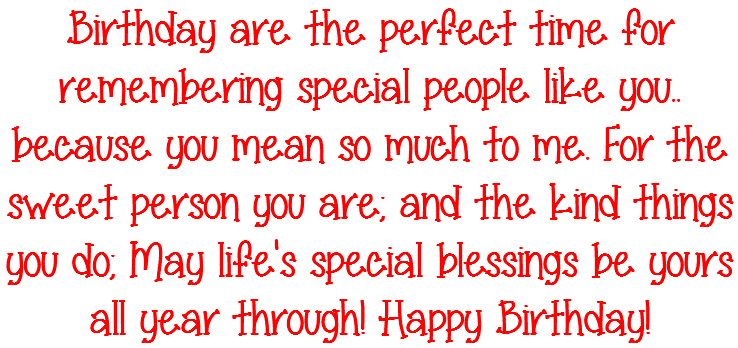 Birthday are the perfect time for
remembering special people like you..
because you mean so much to me. For the
sweet person you are; and the kind things
you do; May life's special blessings be yours
all year through! Happy Birthday!